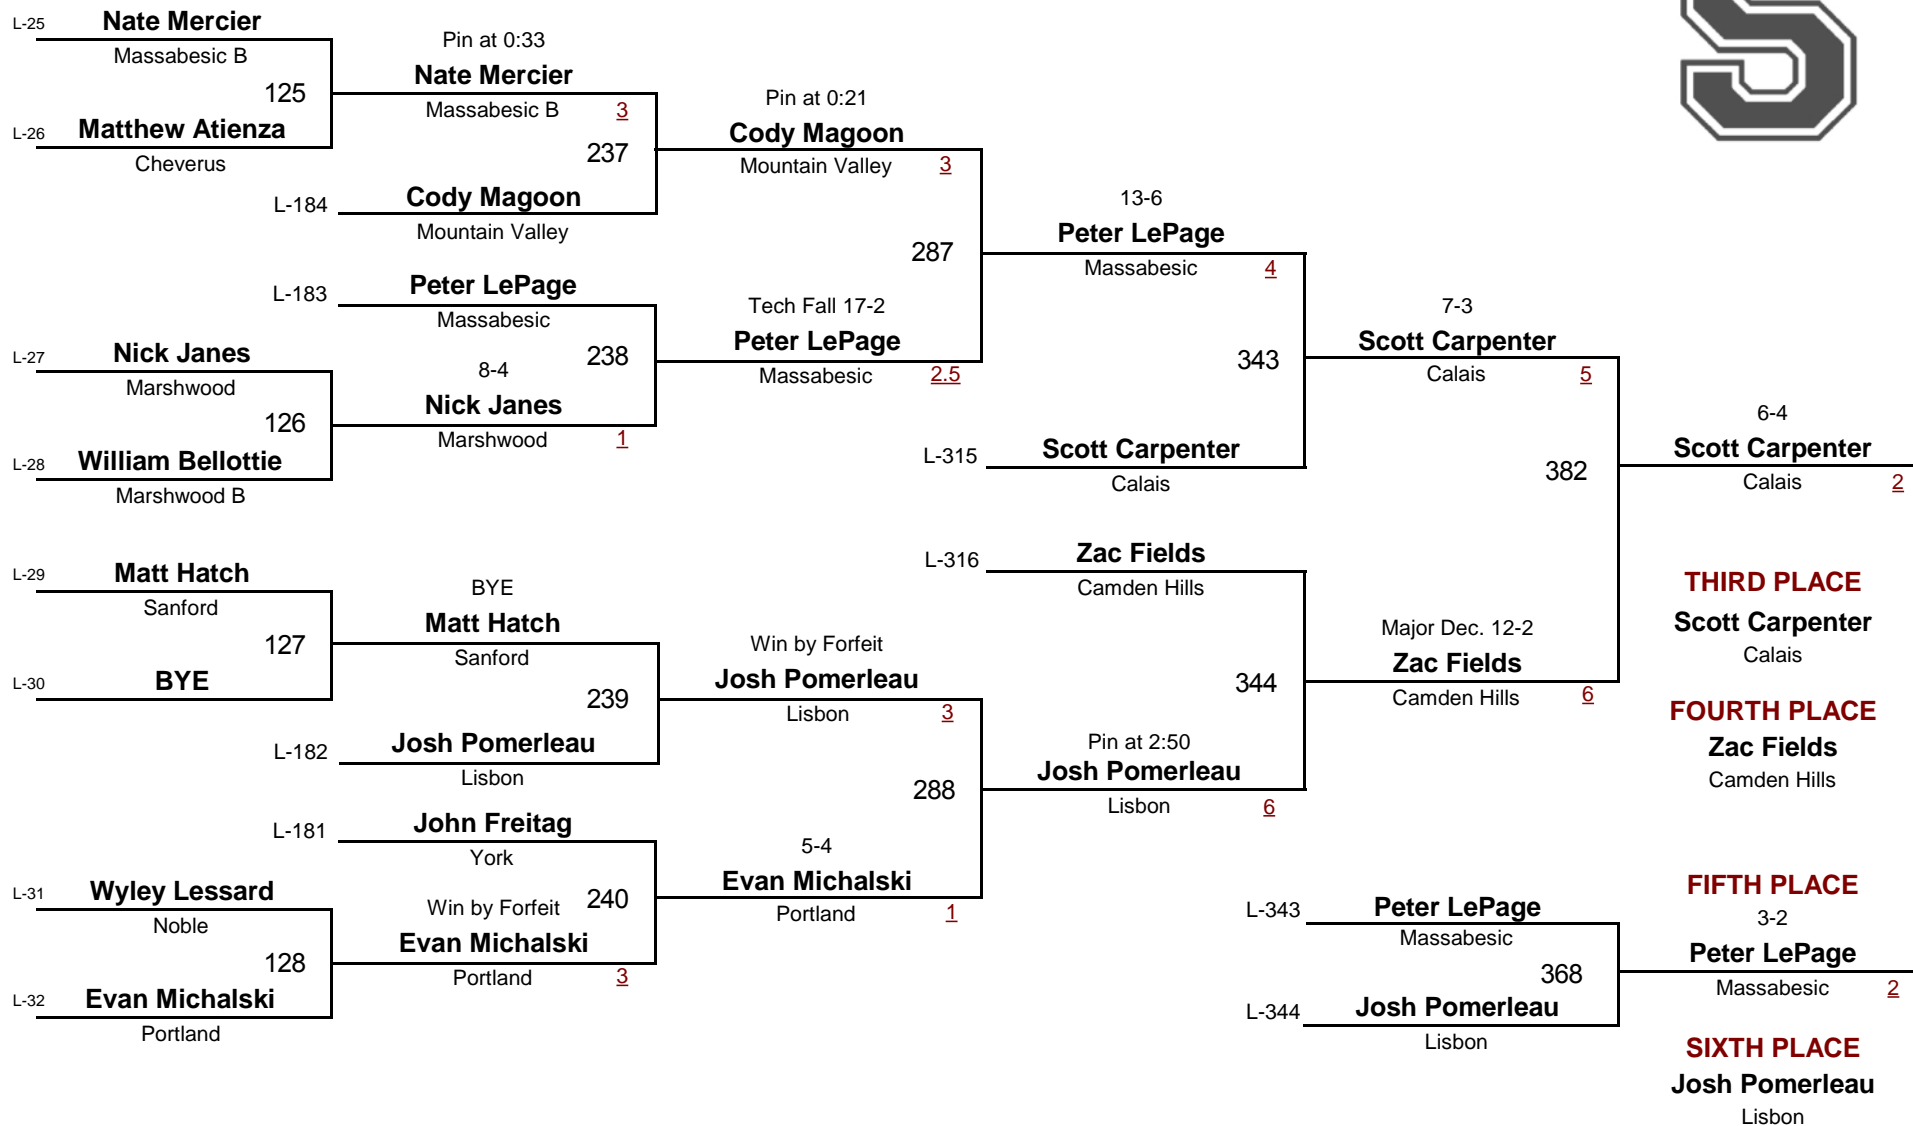 L-25 Nate Mercier
Massabesic B
125
L-26 Matthew Atienza
Cheverus
Pin at 0:33
Nate Mercier
Massabesic B 3
237
L-184 Cody Magoon
Mountain Valley
Pin at 0:21
Cody Magoon
Mountain Valley 3
L-183 Peter LePage
Massabesic
238
L-27 Nick Janes
Marshwood
126
L-28 William Bellottie
Marshwood B
8-4
Nick Janes
Marshwood 1
Tech Fall 17-2
Peter LePage
Massabesic 2.5
287
13-6
Peter LePage
Massabesic 4
343
L-315 Scott Carpenter
Calais
7-3
Scott Carpenter
Calais 5
382
6-4
Scott Carpenter
Calais 2
L-29 Matt Hatch
Sanford
127
L-30 BYE
BYE
Matt Hatch
Sanford
239
L-182 Josh Pomerleau
Lisbon
Win by Forfeit
Josh Pomerleau
Lisbon 3
288
L-181 John Freitag
York
240
L-31 Wyley Lessard
Noble
128
L-32 Evan Michalski
Portland
Win by Forfeit
Evan Michalski
Portland 3
5-4
Evan Michalski
Portland 1
L-316 Zac Fields
Camden Hills
344
Pin at 2:50
Josh Pomerleau
Lisbon 6
Major Dec. 12-2
Zac Fields
Camden Hills 6
THIRD PLACE
Scott Carpenter
Calais
FOURTH PLACE
Zac Fields
Camden Hills
L-343 Peter LePage
Massabesic
368
L-344 Josh Pomerleau
Lisbon
FIFTH PLACE
3-2
Peter LePage
Massabesic 2
SIXTH PLACE
Josh Pomerleau
Lisbon